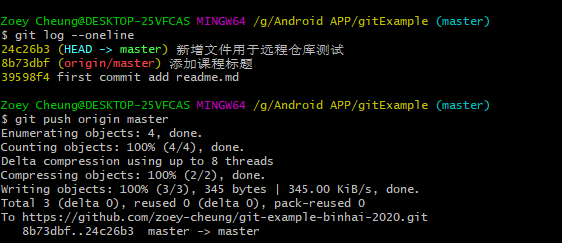 Zoey Cheung@DESKTOP-25VFCAS MINGW64 /g/Android APP/gitExample (master)
$ git log --oneline
24c26b3 (HEAD -> master) 新增文件用于远程仓库测试
8b73dbf (origin/master) 添加课程标题
39598f4 first commit add readme.md
Zoey Cheung@DESKTOP-25VFCAS MINGW64 /g/Android APP/gitExample (master)
$ git push origin master
Enumerating objects: 4, done.
Counting objects: 100% (4/4), done.
Delta compression using up to 8 threads
Compressing objects: 100% (2/2), done.
Writing objects: 100% (3/3), 345 bytes | 345.00 KiB/s, done.
Total 3 (delta 0), reused 0 (delta 0), pack-reused 0
To https://github.com/zoey-cheung/git-example-binhai-2020.git
   8b73dbf..24c26b3  master -> master